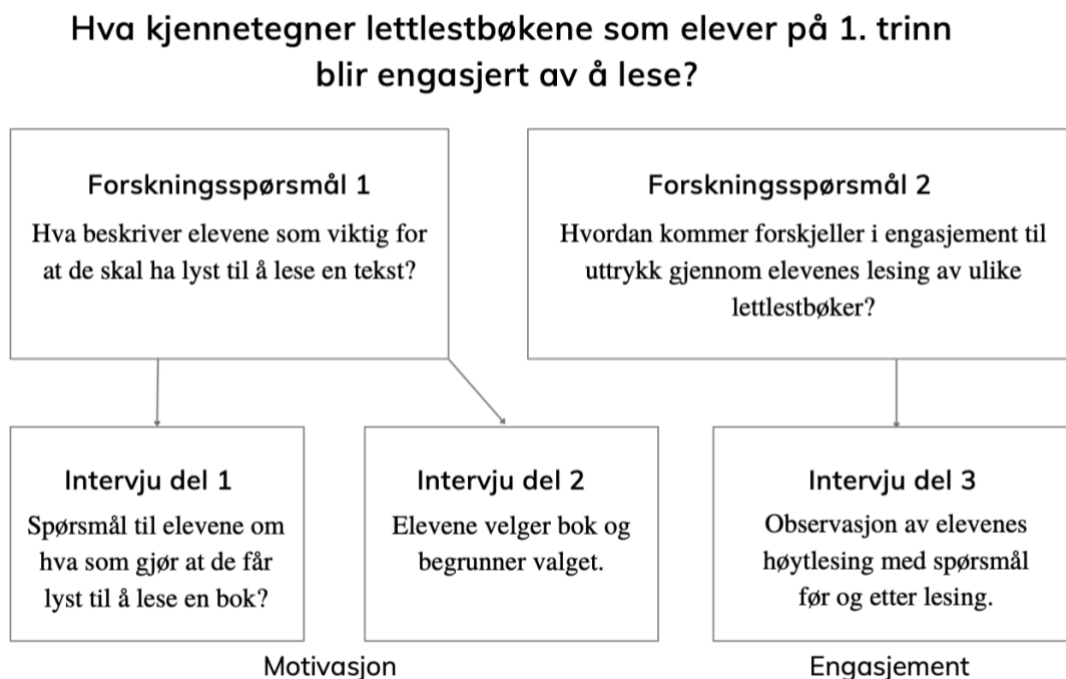 Hva kjennetegner lettlestbøkene som elever på 1. trinn
blir engasjert av å lese?
Forskningsspørsmål 1
Hva beskriver elevene som viktig for
at de skal ha lyst til å lese en tekst?
Forskningsspørsmål 2
Hvordan kommer forskjeller i engasjement til
uttrykk gjennom elevenes lesing av ulike
lettlestbøker?
Intervju del 1
Spørsmål til elevene om
hva som gjør at de får
lyst til å lese en bok?
Intervju del 2
Elevene velger bok og
begrunner valget.
Intervju del 3
Observasjon av elevenes
høytlesing med spørsmål
før og etter lesing.
Motivasjon
Engasjement